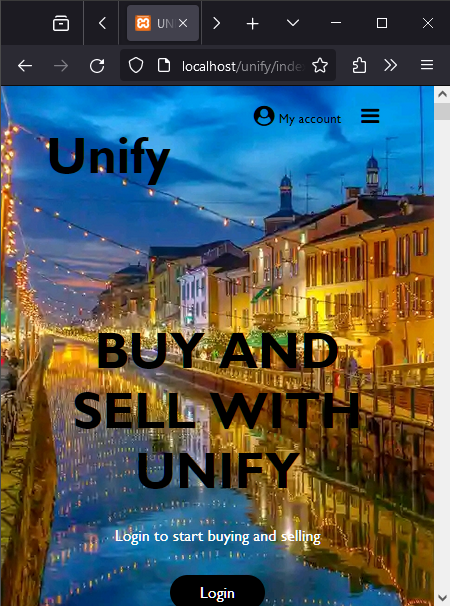 UN
localhost/unify/inde
My account
Unify
BUY AND
SELL WITH
UNIFY
Login to start buying and selling
Login